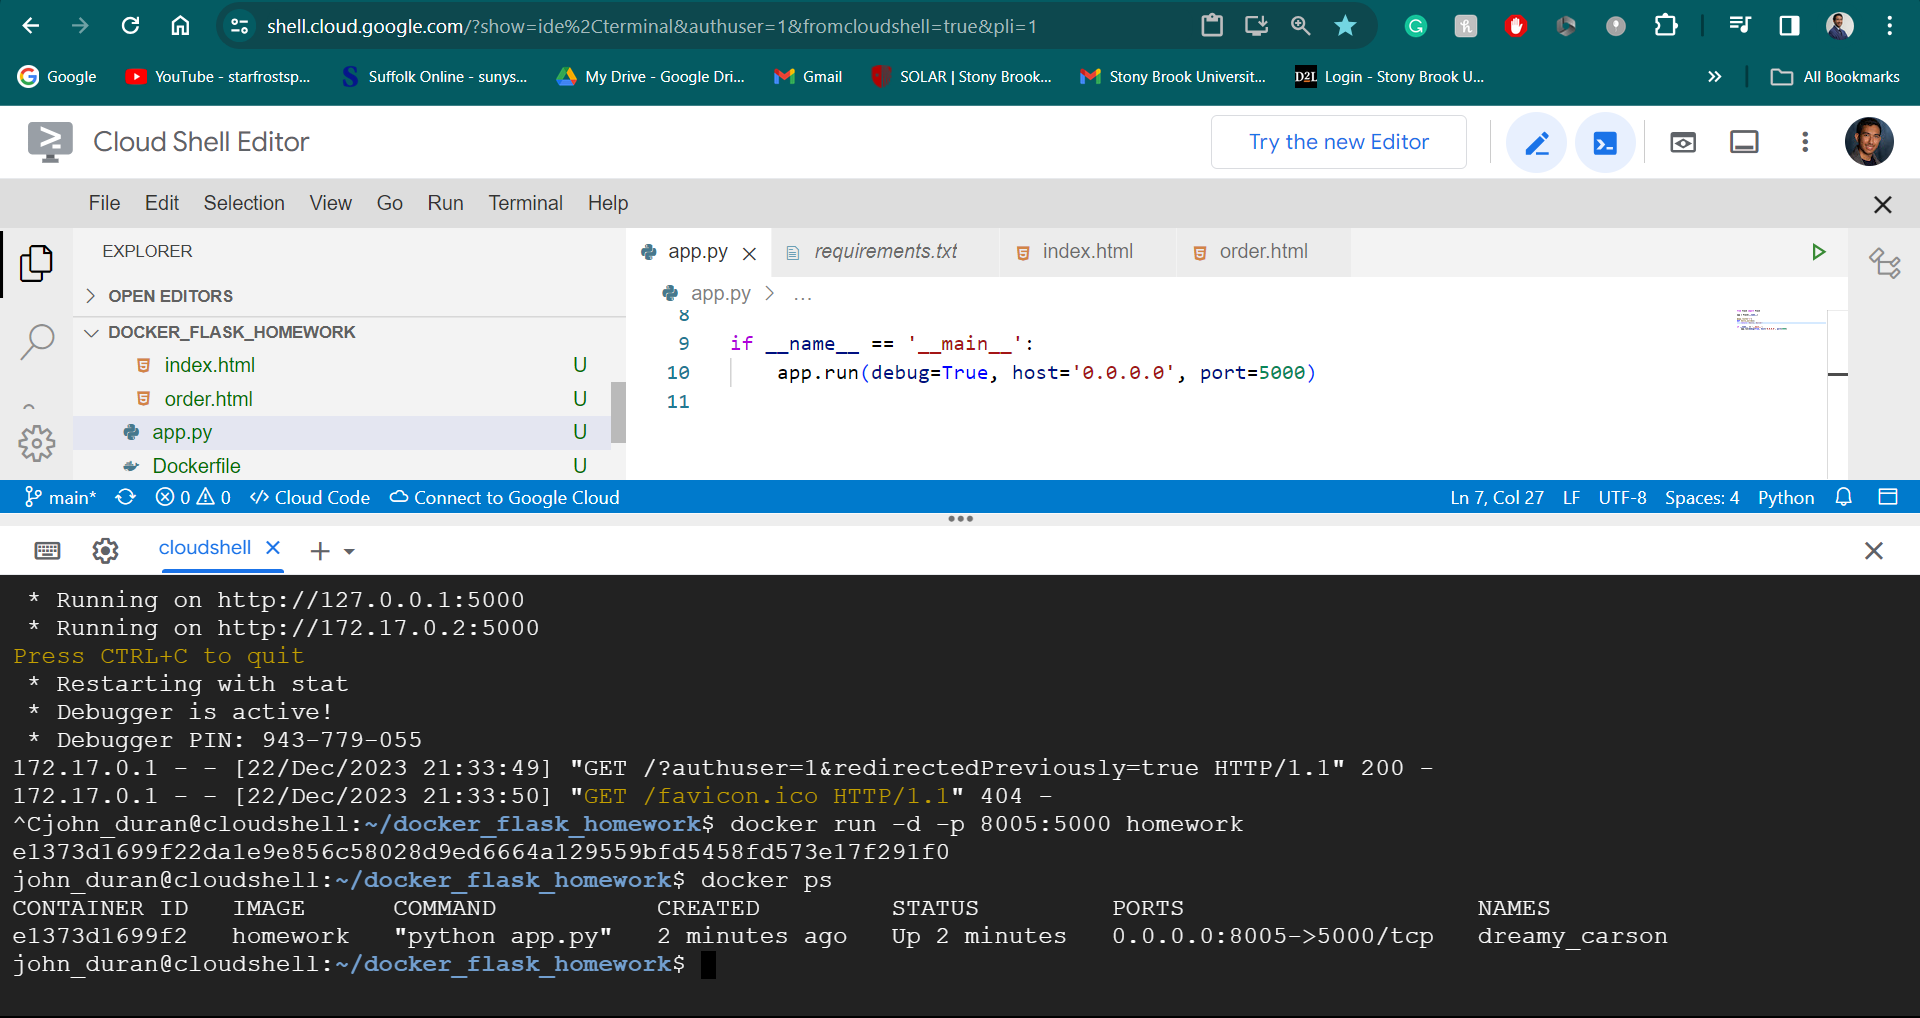 shell.cloud.google.com/?show=ide%2Cterminal&authuser=1&fromcloudshell=true&pli=1
Google YouTube - starfrostsp... Suffolk Online - sunys... My Drive - Google Dri... Gmail SOLAR | Stony Brook... Stony Brook Universit... D2L Login - Stony Brook U... » All Bookmarks
Cloud Shell Editor Try the new Editor
File Edit Selection View Go Run Terminal Help
EXPLORER
OPEN EDITORS
DOCKER_FLASK_HOMEWORK
index.html U
order.html U
app.py U
Dockerfile U
app.py requirements.txt index.html order.html
app.py > ...
8
9 if __name__ == '__main__':
10 app.run(debug=True, host='0.0.0.0', port=5000)
11
main* 0 0 </> Cloud Code Connect to Google Cloud Ln 7, Col 27 LF UTF-8 Spaces: 4 Python
cloudshell
* Running on http://127.0.0.1:5000
* Running on http://172.17.0.2:5000
Press CTRL+C to quit
* Restarting with stat
* Debugger is active!
* Debugger PIN: 943-779-055
172.17.0.1 - - [22/Dec/2023 21:33:49] "GET /?authuser=1&redirectedPreviously=true HTTP/1.1" 200 -
172.17.0.1 - - [22/Dec/2023 21:33:50] "GET /favicon.ico HTTP/1.1" 404 -
^Cjohn_duran@cloudshell:~/docker_flask_homework$ docker run -d -p 8005:5000 homework
e1373d1699f22da1e9e856c58028d9ed6664a129559bfd5458fd573e17f291f0
john_duran@cloudshell:~/docker_flask_homework$ docker ps
CONTAINER ID IMAGE COMMAND CREATED STATUS PORTS NAMES
e1373d1699f2 homework "python app.py" 2 minutes ago Up 2 minutes 0.0.0.0:8005->5000/tcp dreamy_carson
john_duran@cloudshell:~/docker_flask_homework$